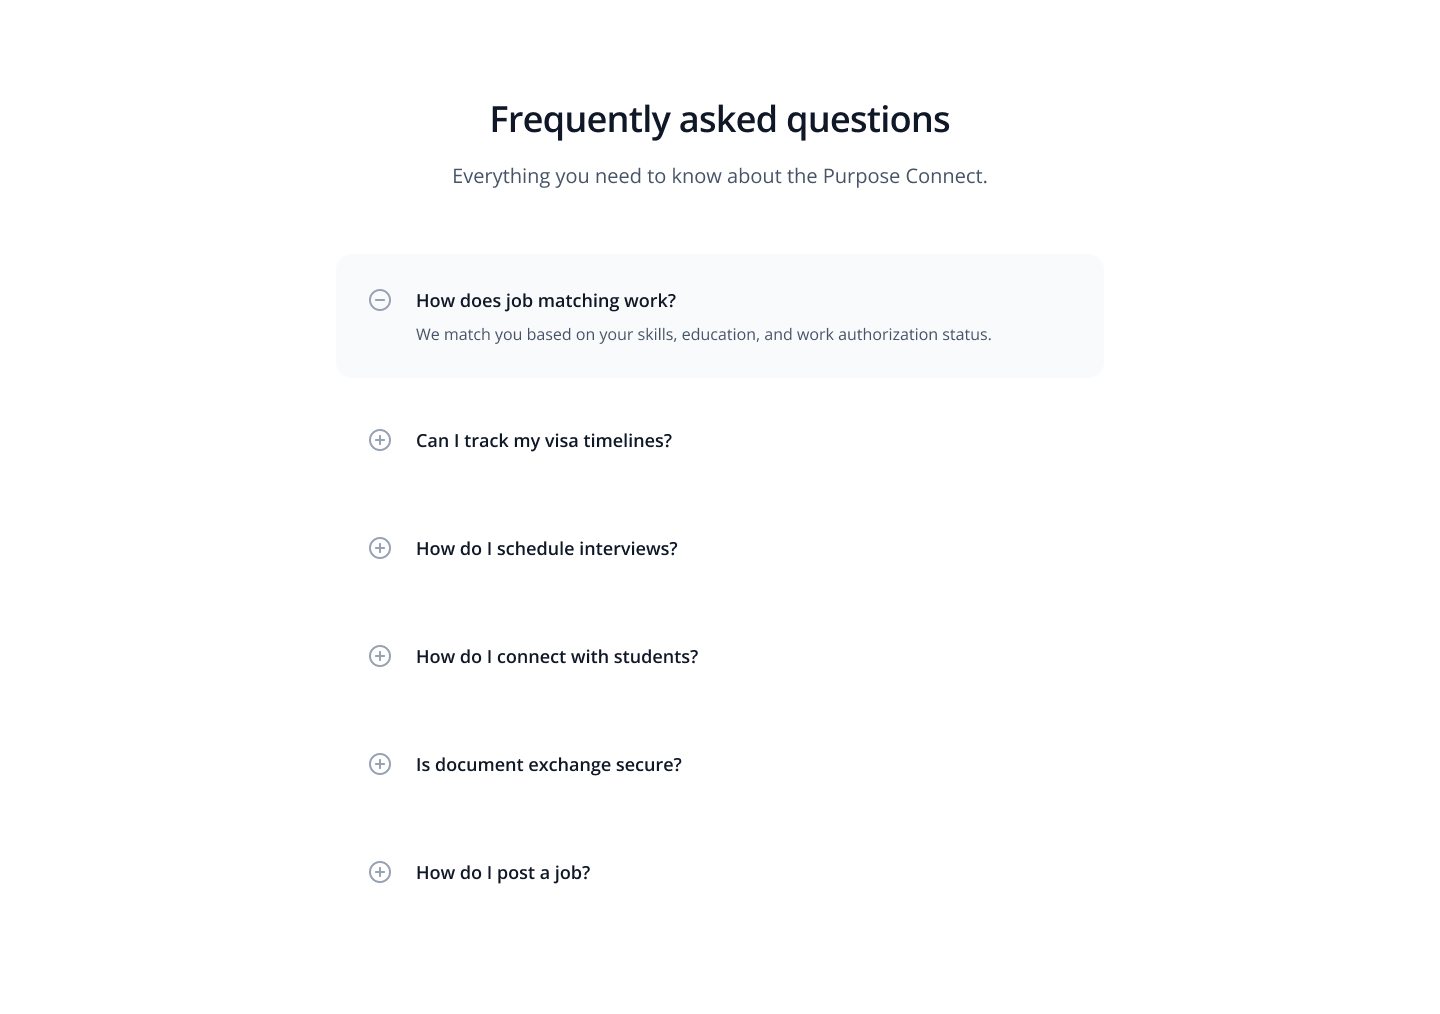 Frequently asked questions
Everything you need to know about the Purpose Connect.
How does job matching work?
We match you based on your skills, education, and work authorization status.
Can I track my visa timelines?
How do I schedule interviews?
How do I connect with students?
Is document exchange secure?
How do I post a job?